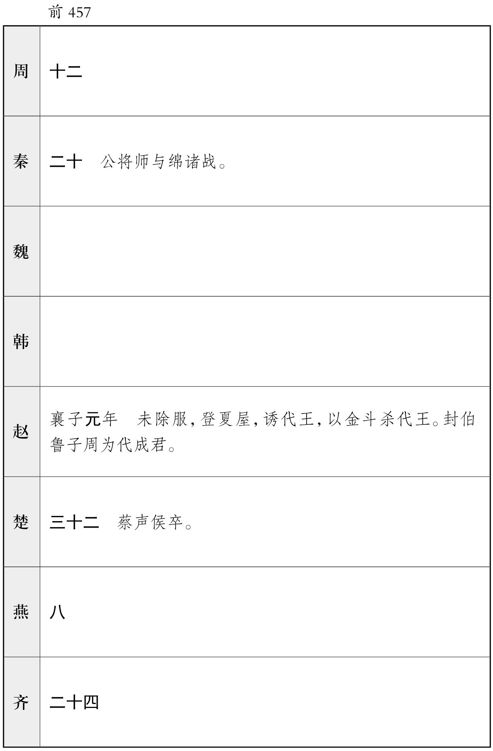 前 457
周 十二
秦 二十 公将师与绵诸战。
魏
韩
赵 襄子元年 未除服，登夏屋，诱代王，以金斗杀代王。封伯
鲁子周为代成君。
楚 三十二 蔡声侯卒。
燕 八
齐 二十四